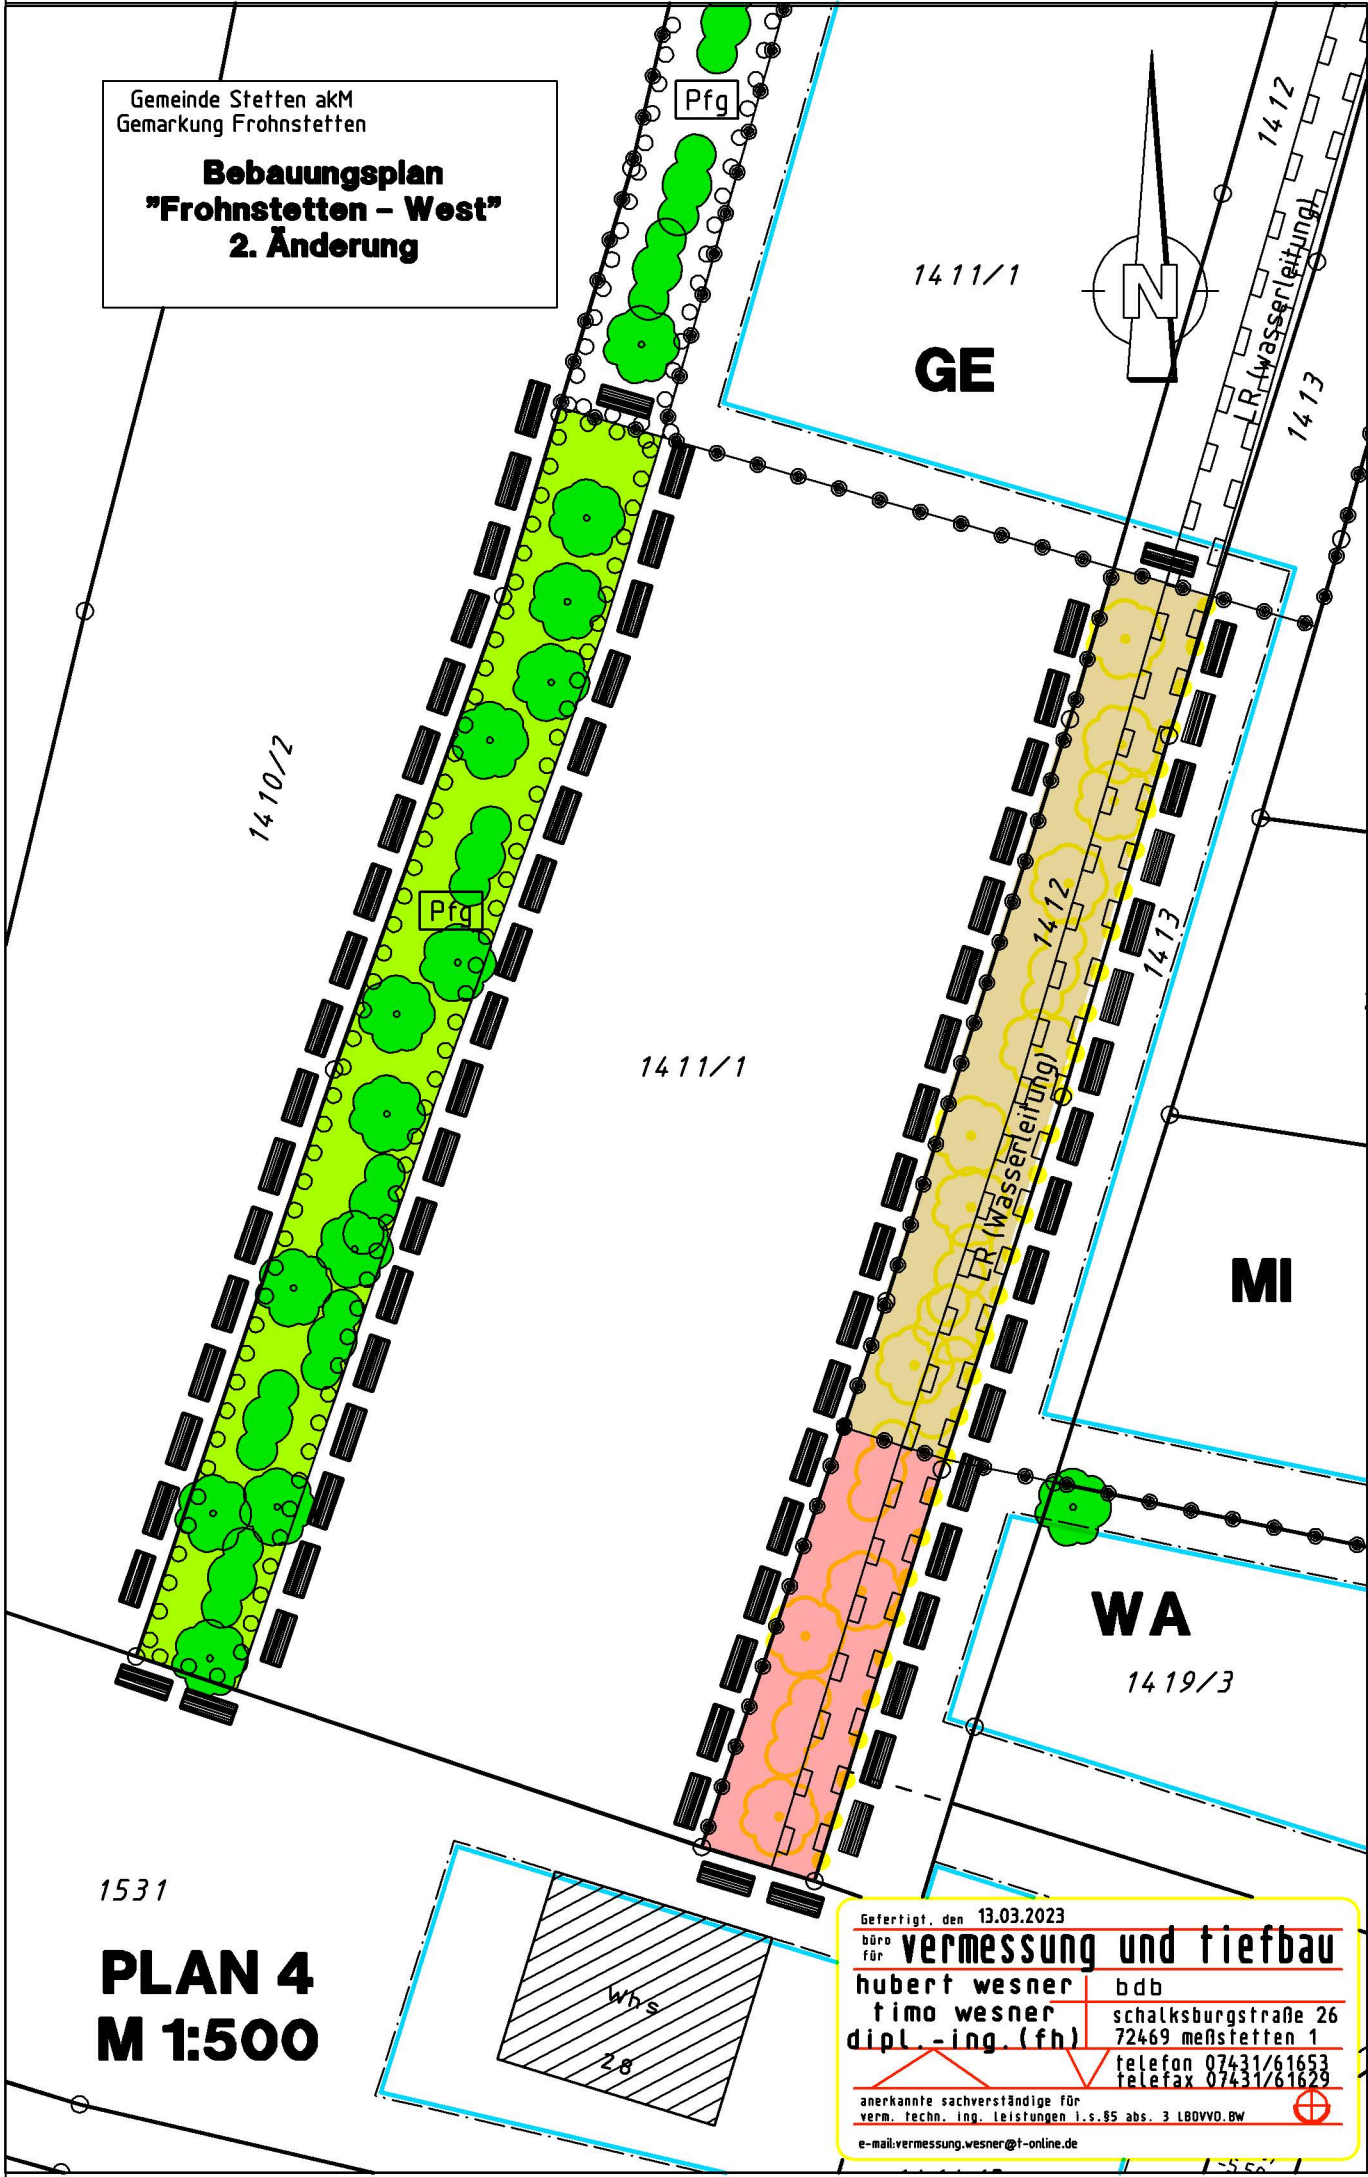 Gemeinde Stetten akM
Gemarkung Frohnstetten
Bebauungsplan
"Frohnstetten - West"
2. Änderung
Pfg
1412
1411/1
N
GE
LR (Wasserleitung)
1413
1410/2
Pfg
1412
1413
1411/1
LR (Wasserleitung)
MI
WA
1419/3
1531
PLAN 4
M 1:500
Whs
28
Gefertigt, den 13.03.2023
büro
für vermessung und tiefbau
hubert wesner bdb
timo wesner schalksburgstraße 26
dipl.-ing.(fh) 72469 meßstetten 1
telefon 07431/61653
telefax 07431/61629
anerkannte sachverständige für
verm. techn. ing. leistungen i.s.§5 abs. 3 LBOVVO.BW
e-mail:vermessung.wesner@t-online.de